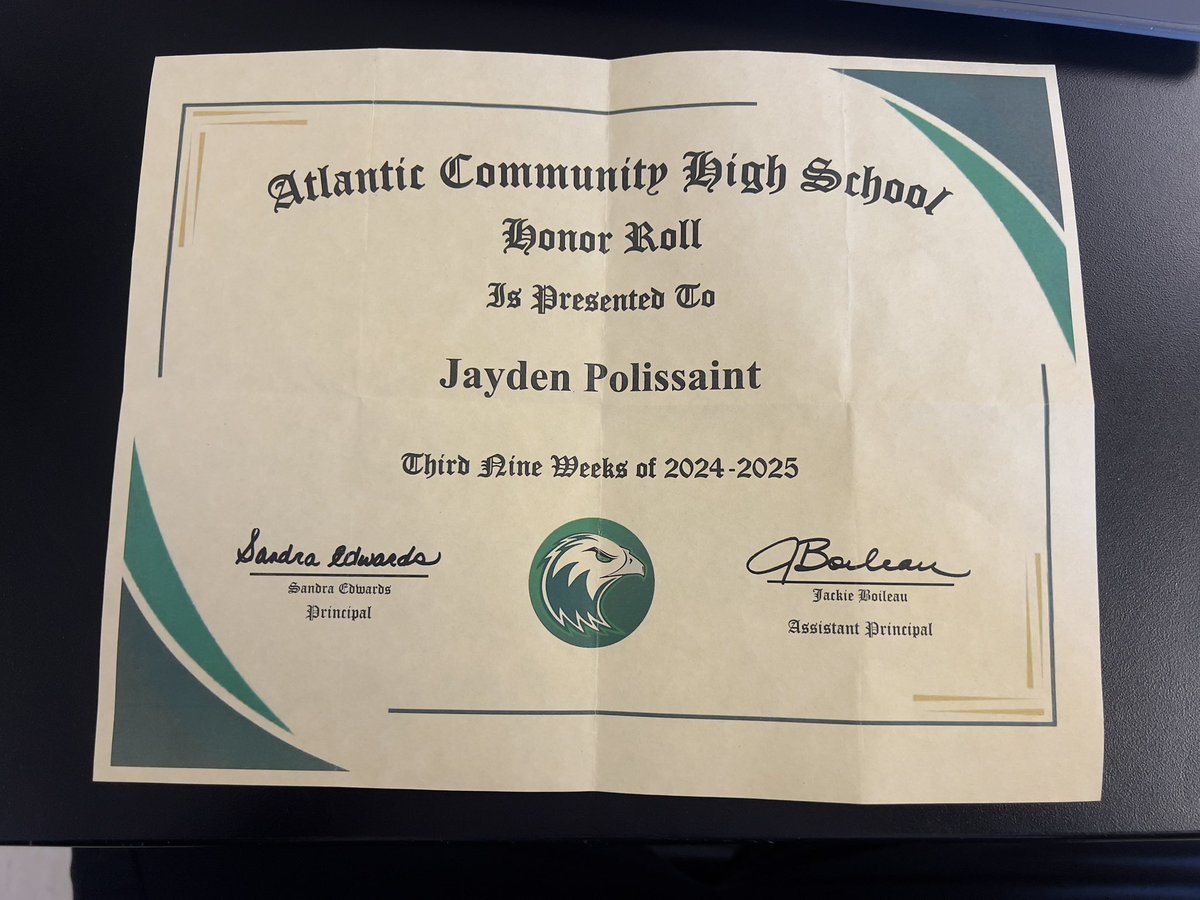 Atlantic Community High School
Honor Roll
Is Presented To
Jayden Polissaint
Third Nine Weeks of 2024-2025
Sandra Edwards
Sandra Edwards
Principal
JBoileau
Jackie Boileau
Assistant Principal